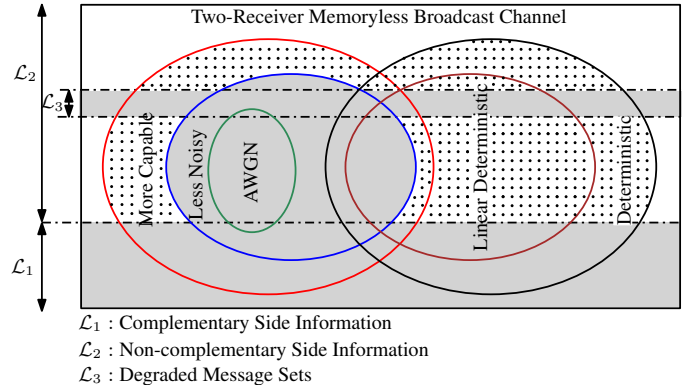 Two-Receiver Memoryless Broadcast Channel
ℒ₂
ℒ₃
ℒ₁
More Capable
Less Noisy
AWGN
Linear Deterministic
Deterministic
ℒ₁ : Complementary Side Information
ℒ₂ : Non-complementary Side Information
ℒ₃ : Degraded Message Sets